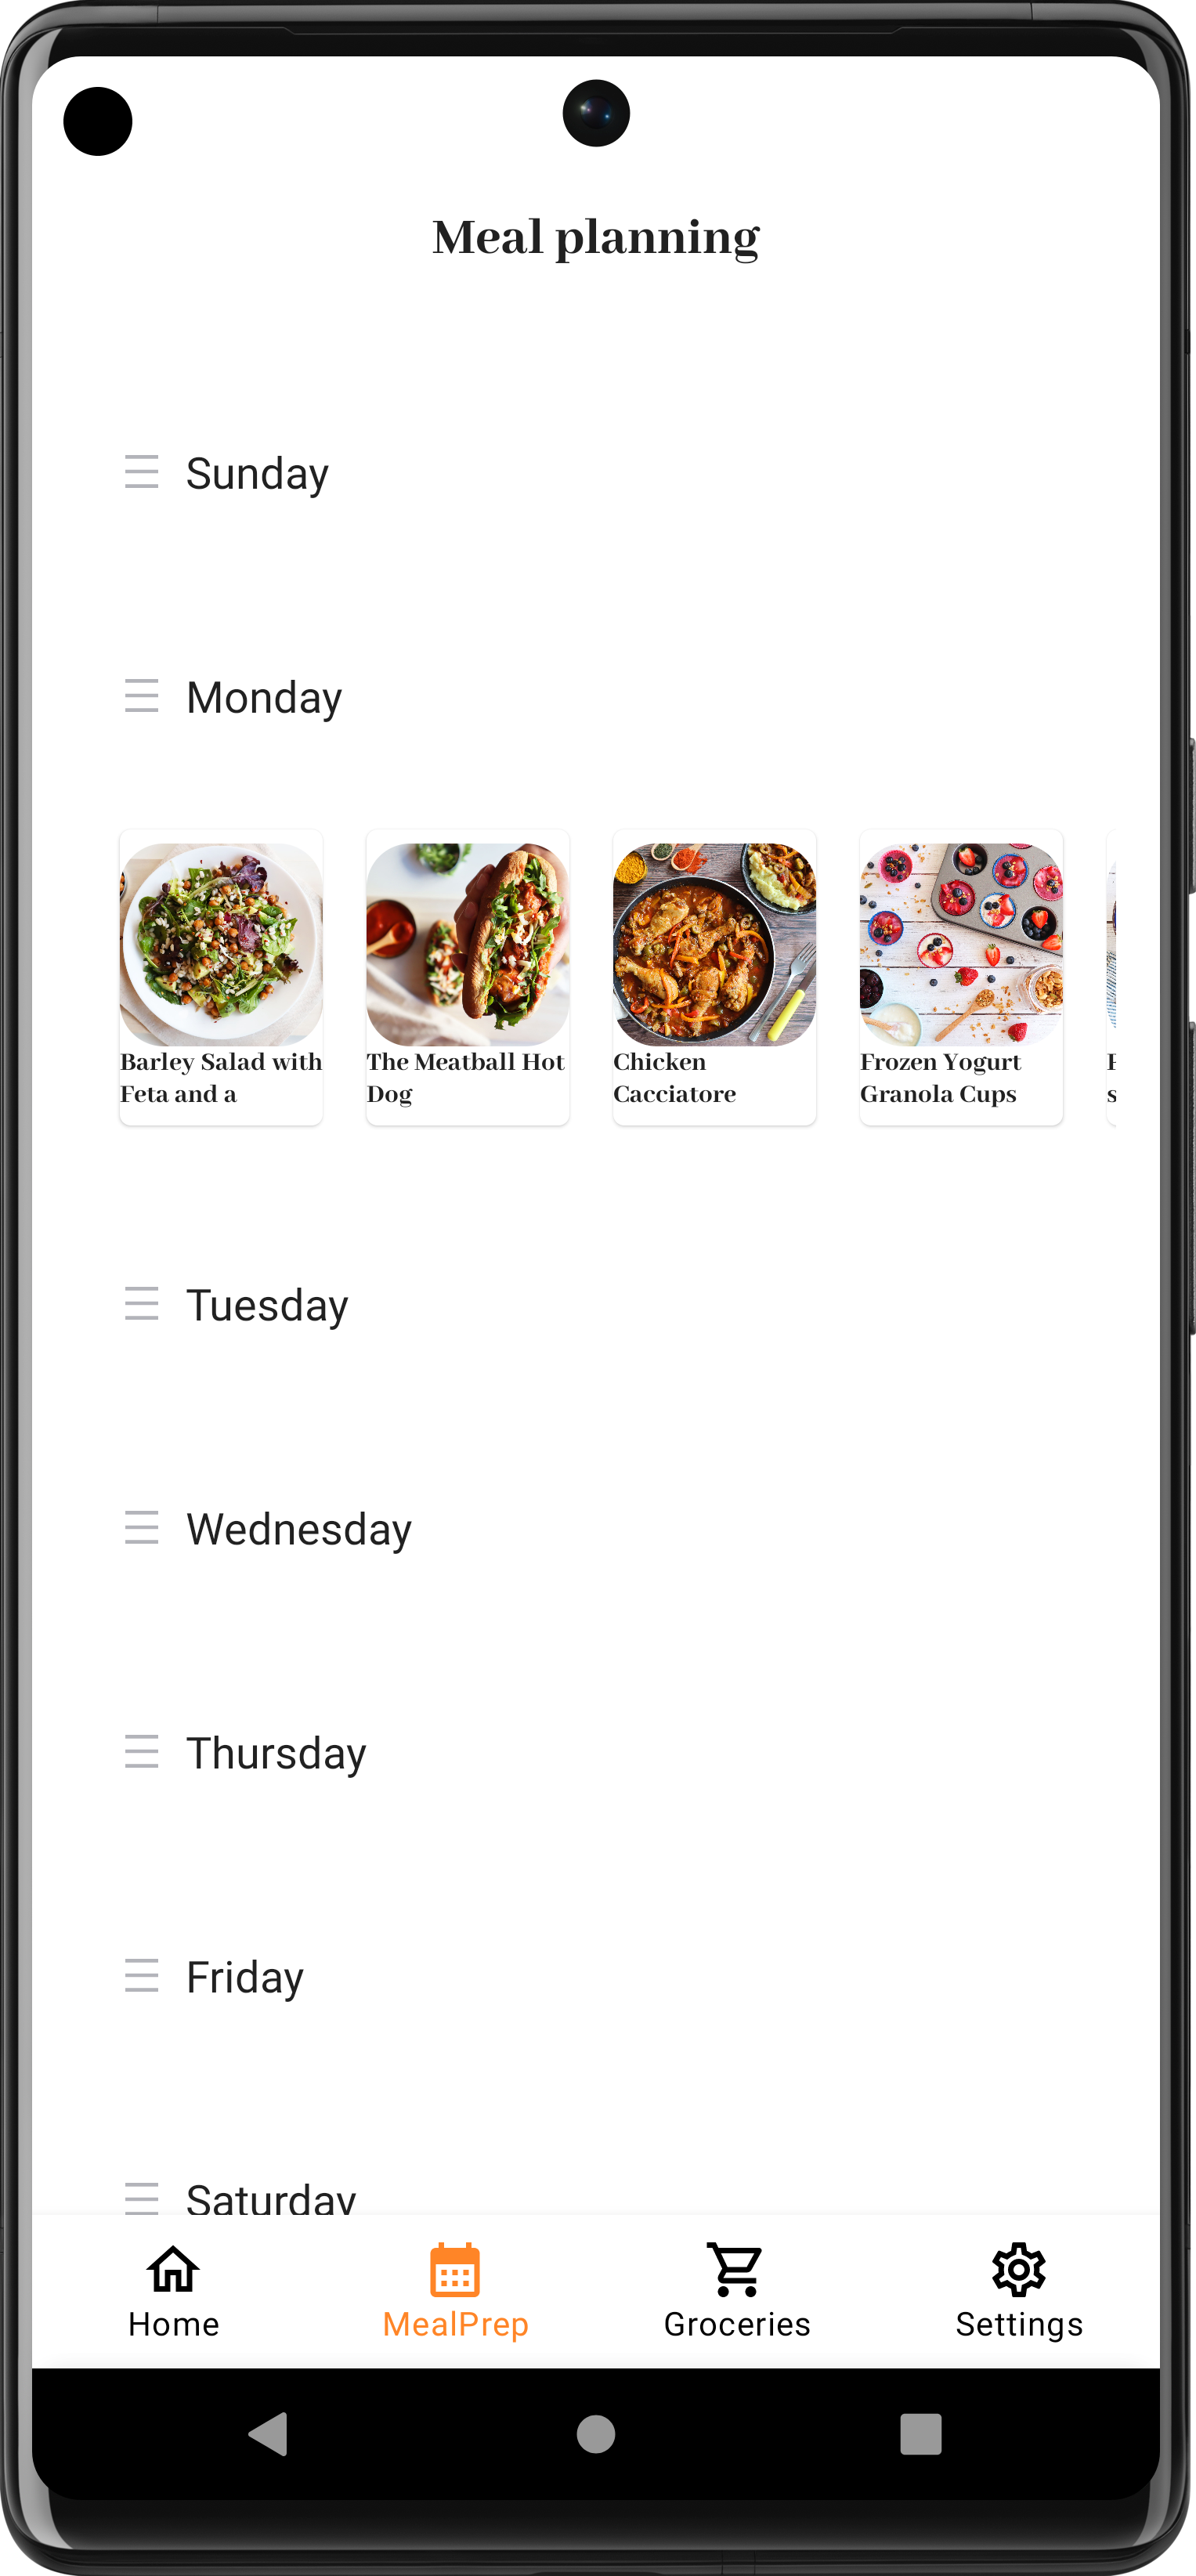 Meal planning
Sunday
Monday
Barley Salad with
Feta and a
The Meatball Hot
Dog
Chicken
Cacciatore
Frozen Yogurt
Granola Cups
s
Tuesday
Wednesday
Thursday
Friday
Saturday
Home
MealPrep
Groceries
Settings